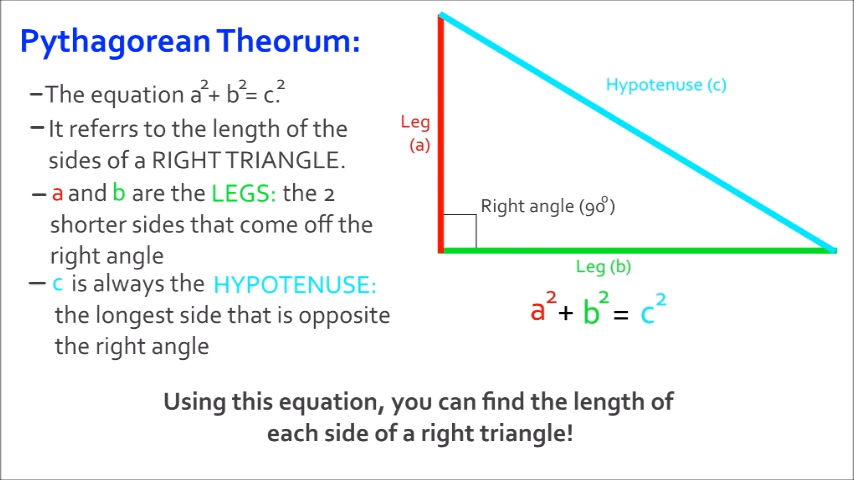 Pythagorean Theorum:
–The equation a²+ b²= c.²
– It referrs to the length of the
sides of a RIGHT TRIANGLE.
– a and b are the LEGS: the 2
shorter sides that come off the
right angle
– c is always the HYPOTENUSE:
the longest side that is opposite
the right angle
Hypotenuse (c)
Leg
(a)
Right angle (90⁰)
Leg (b)
a² + b² = c²
Using this equation, you can find the length of
each side of a right triangle!